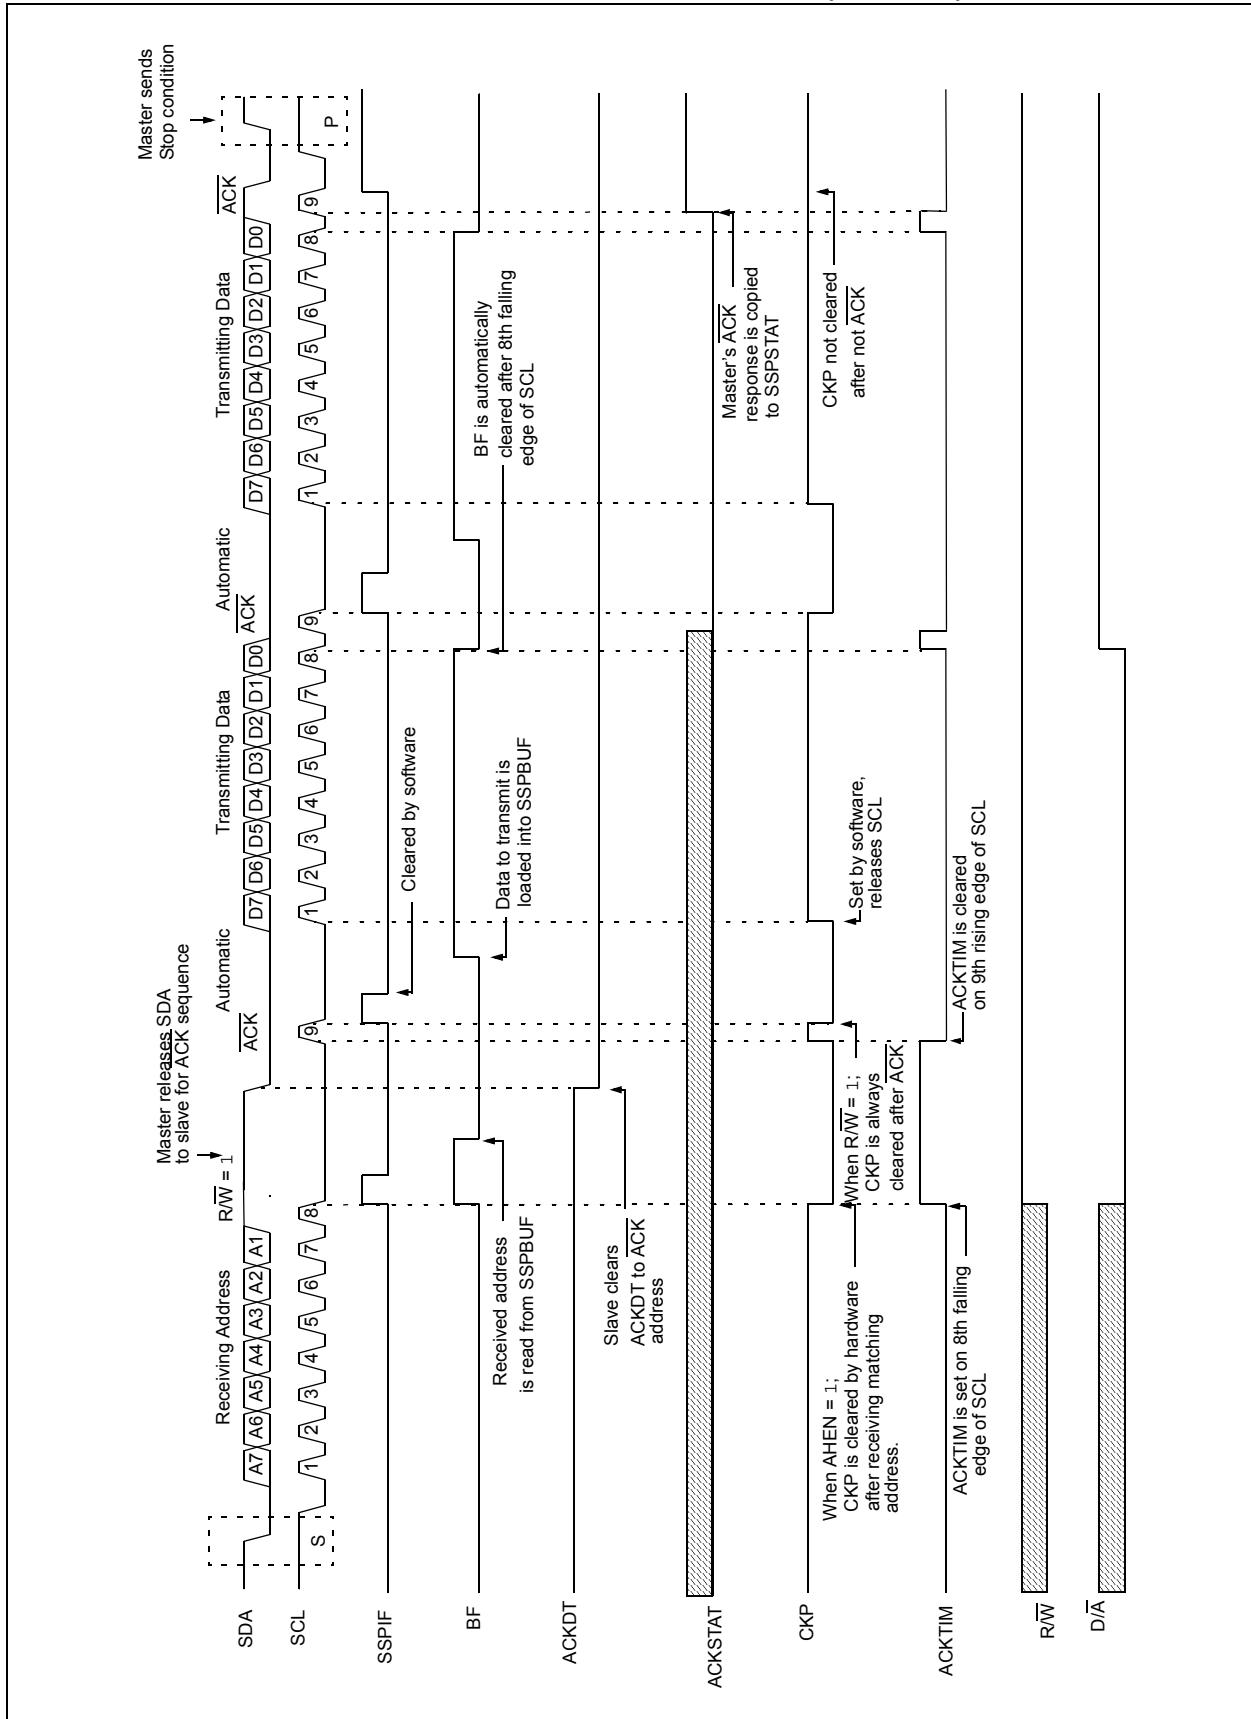 Master releases SDA
to slave for ACK sequence
Master sends
Stop condition
Receiving Address
R/W = 1
Automatic
ACK
Transmitting Data
Automatic
ACK
Transmitting Data
ACK
SDA
A7 A6 A5 A4 A3 A2 A1
D7 D6 D5 D4 D3 D2 D1 D0
D7 D6 D5 D4 D3 D2 D1 D0
SCL
S
1 2 3 4 5 6 7 8 9
1 2 3 4 5 6 7 8 9
1 2 3 4 5 6 7 8 9
P
SSPIF
Cleared by software
BF
Received address
is read from SSPBUF
Data to transmit is
loaded into SSPBUF
BF is automatically
cleared after 8th falling
edge of SCL
ACKDT
Slave clears
ACKDT to ACK
address
ACKSTAT
Master's ACK
response is copied
to SSPSTAT
CKP
When AHEN = 1;
CKP is cleared by hardware
after receiving matching
address.
When R/W = 1;
CKP is always
cleared after ACK
Set by software,
releases SCL
CKP not cleared
after not ACK
ACKTIM
ACKTIM is set on 8th falling
edge of SCL
ACKTIM is cleared
on 9th rising edge of SCL
R/W
D/A